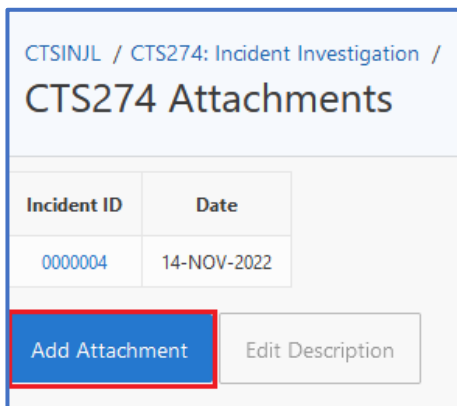 CTSINJL / CTS274: Incident Investigation /
CTS274 Attachments
Incident ID Date
0000004 14-NOV-2022
Add Attachment Edit Description